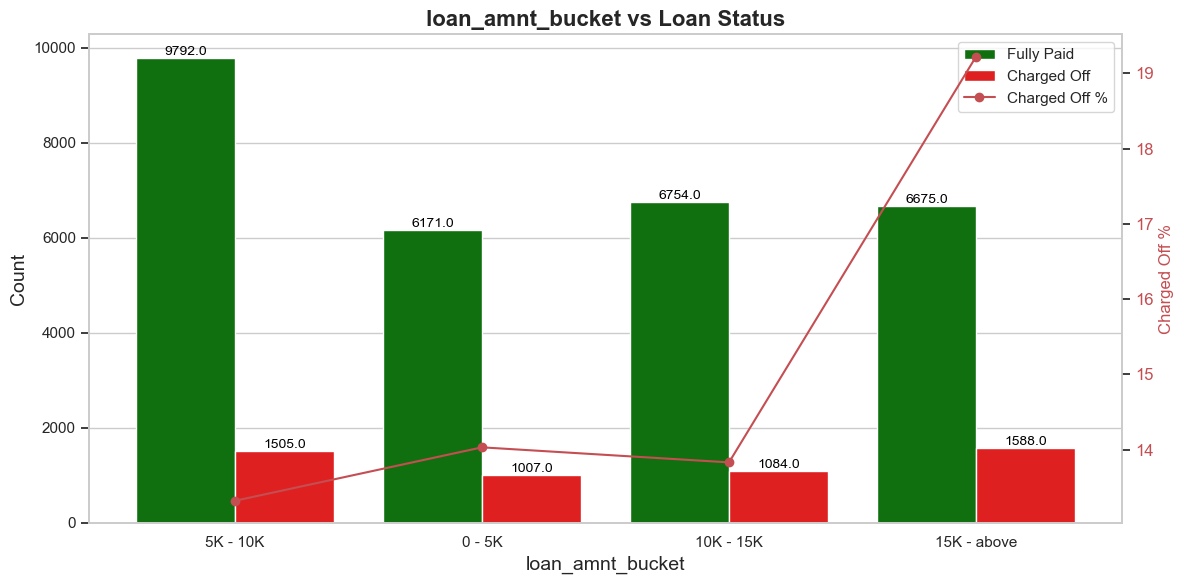 loan_amnt_bucket vs Loan Status
Fully Paid
Charged Off
Charged Off %
Count
10000
8000
6000
4000
2000
0
9792.0
1505.0
6171.0
1007.0
6754.0
1084.0
6675.0
1588.0
19
18
17
16
15
14
Charged Off %
5K - 10K
0 - 5K
10K - 15K
15K - above
loan_amnt_bucket